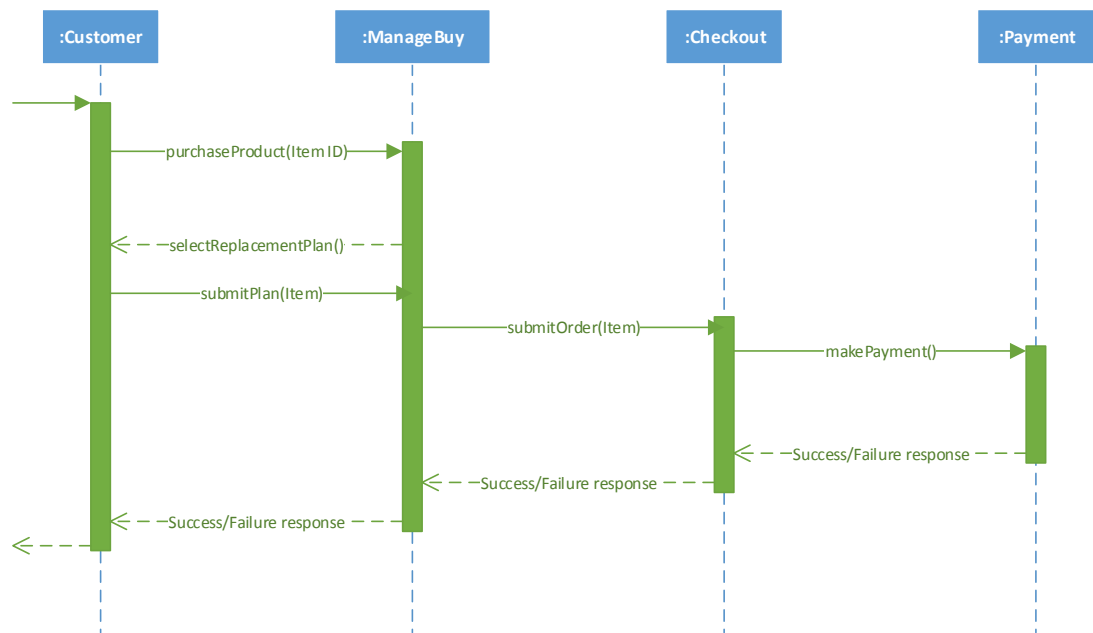 :Customer
:ManageBuy
:Checkout
:Payment
purchaseProduct(Item ID)
selectReplacementPlan()
submitPlan(Item)
submitOrder(Item)
makePayment()
Success/Failure response
Success/Failure response
Success/Failure response